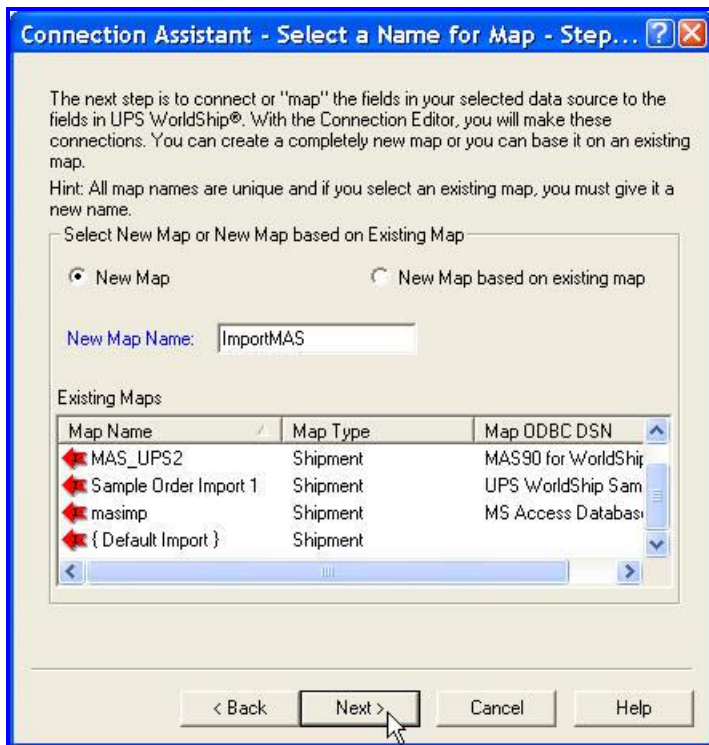 Connection Assistant - Select a Name for Map - Step...
The next step is to connect or "map" the fields in your selected data source to the
fields in UPS WorldShip®. With the Connection Editor, you will make these
connections. You can create a completely new map or you can base it on an existing
map.
Hint: All map names are unique and if you select an existing map, you must give it a
new name.
Select New Map or New Map based on Existing Map
New Map New Map based on existing map
New Map Name: ImportMAS
Existing Maps
Map Name Map Type Map ODBC DSN
MAS_UPS2 Shipment MAS90 for WorldShip
Sample Order Import 1 Shipment UPS WorldShip Sam
masimp Shipment MS Access Databas
{ Default Import } Shipment
< Back Next > Cancel Help